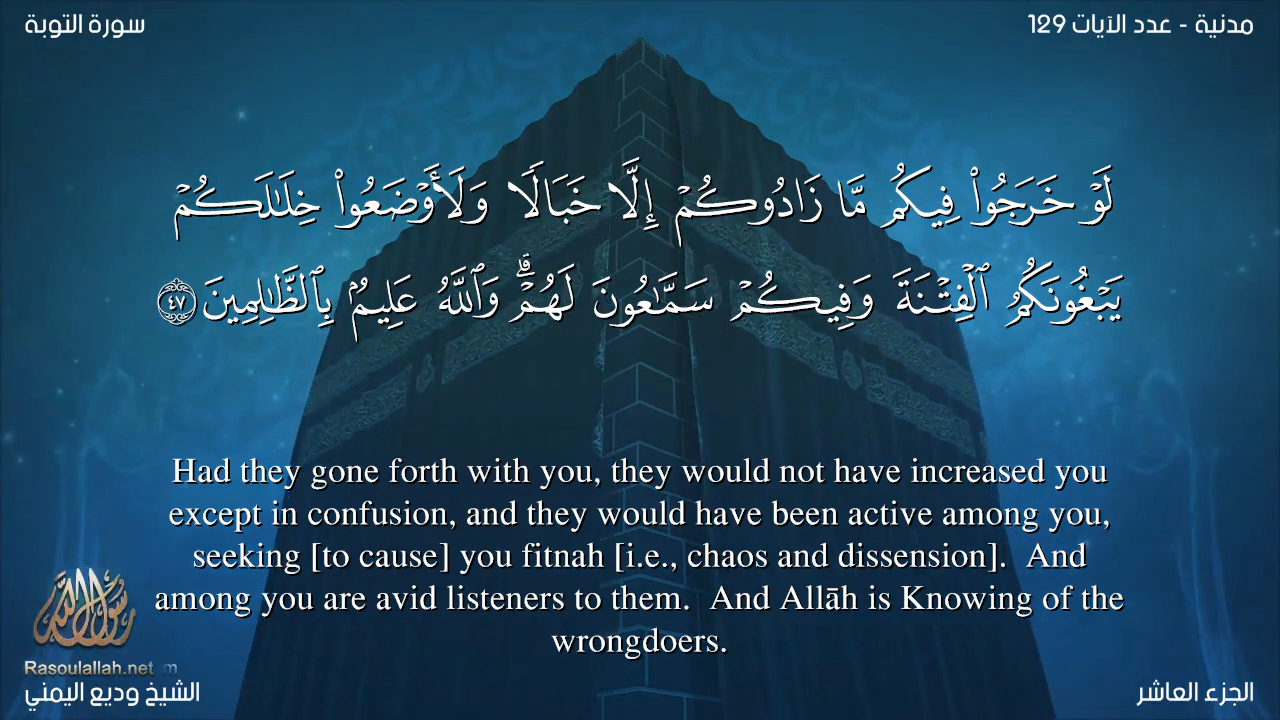 مدنية - عدد الآيات 129
سورة التوبة
لَوْ خَرَجُوا۟ فِيكُم مَّا زَادُوكُمْ إِلَّا خَبَالًا وَلَأَوْضَعُوا۟ خِلَـٰلَكُمْ
يَبْغُونَكُمُ ٱلْفِتْنَةَ وَفِيكُمْ سَمَّـٰعُونَ لَهُمْ ۗ وَٱللَّهُ عَلِيمٌۢ بِٱلظَّـٰلِمِينَ ٤٧
Had they gone forth with you, they would not have increased you
except in confusion, and they would have been active among you,
seeking [to cause] you fitnah [i.e., chaos and dissension].  And
among you are avid listeners to them.  And Allāh is Knowing of the
wrongdoers.
رسول الله
Rasoulallah.net
الشيخ وديع اليمني
الجزء العاشر